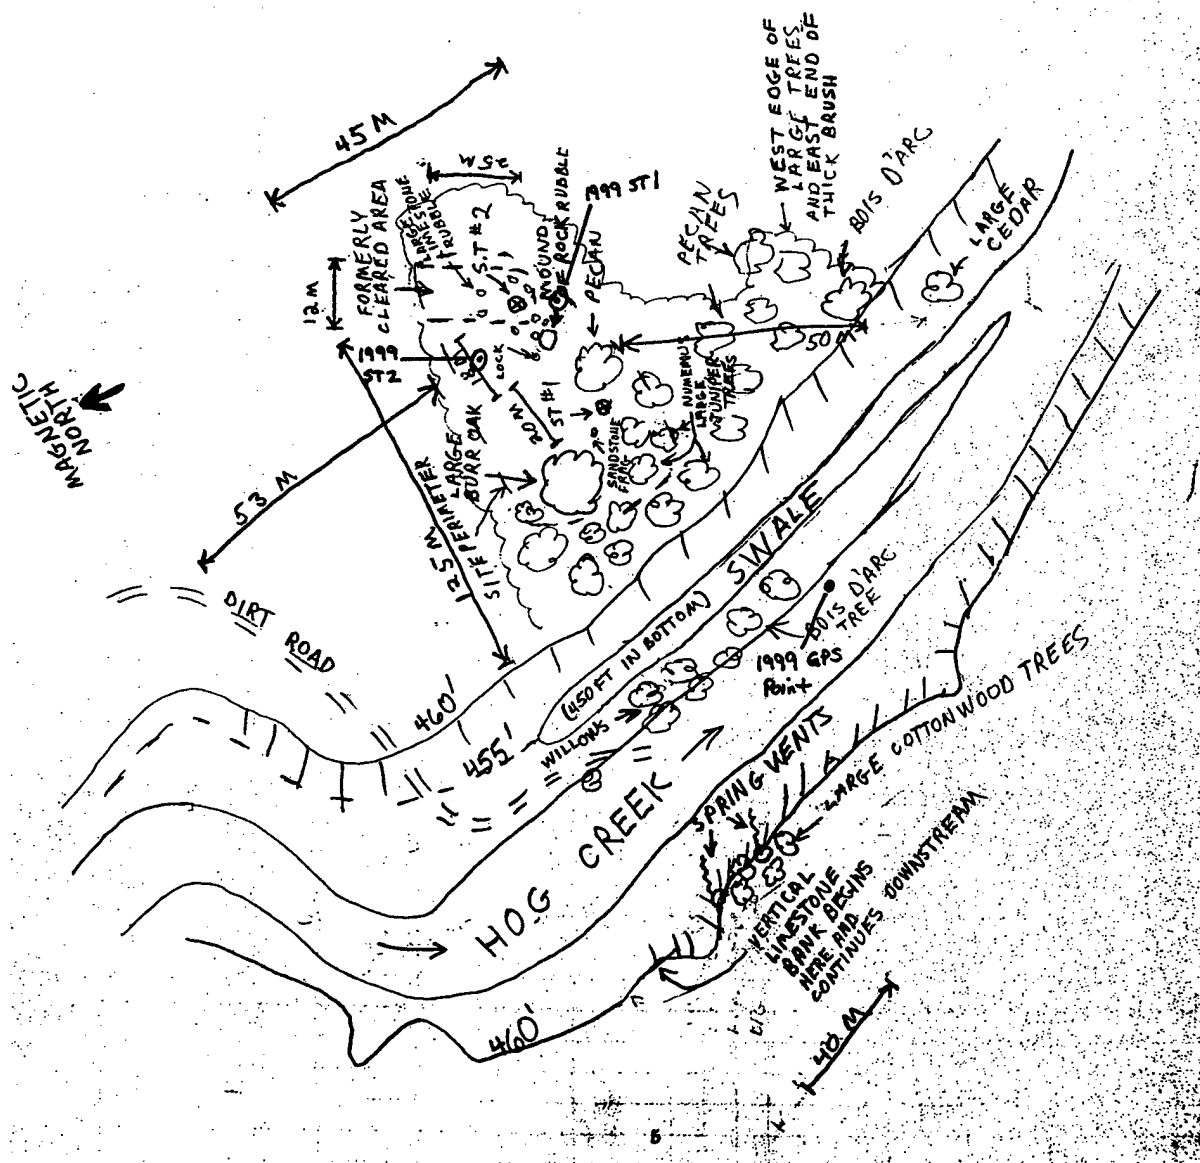 45 M
25 M
WEST EDGE OF
LARGE TREES
AND EAST END OF
THICK BRUSH
BOIS D'ARC
PECAN
TREES
LARGE
CEDAR
1999 ST1
MOUND;
ROCK RUBBLE
PECAN
FORMERLY
CLEARED AREA
LARGE
LIMESTONE
RUBBLE
S.T #2
12 M
1999
ST2
MAGNETIC
NORTH
20 M
ST #1
50 M
NUMEROUS
LARGE
JUNIPER
TREES
LARGE
BURR OAK
SANDSTONE
FRAG
SITE PERIMETER
53 M
125 M
DIRT
ROAD
SWALE
(450 FT IN BOTTOM)
BOIS D'ARC
TREE
1999 GPS
Point
460'
455'
WILLOWS
HOG CREEK
SPRING VENTS
LARGE COTTONWOOD TREES
VERTICAL
LIMESTONE
BANK BEGINS
HERE AND
CONTINUES DOWNSTREAM
460'
40 M
5